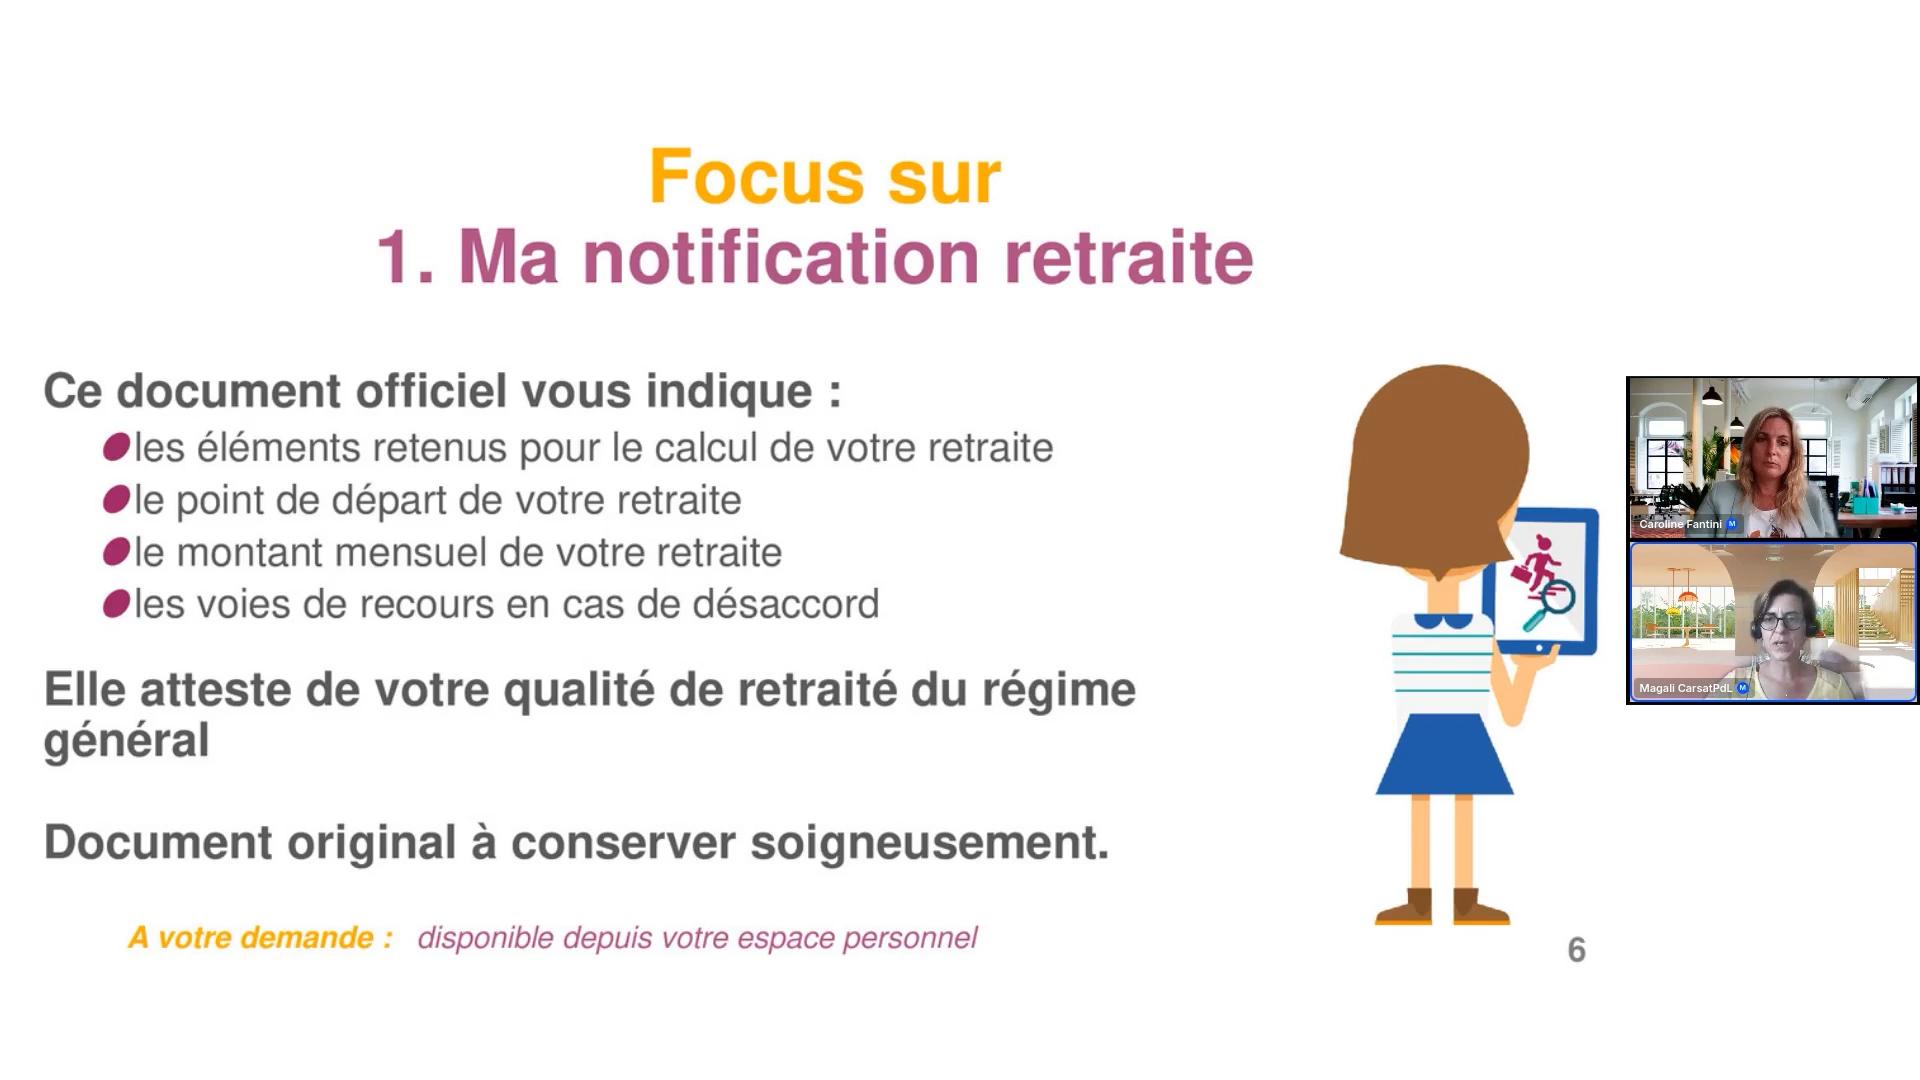 Focus sur
1. Ma notification retraite
Ce document officiel vous indique :
les éléments retenus pour le calcul de votre retraite
le point de départ de votre retraite
le montant mensuel de votre retraite
les voies de recours en cas de désaccord
Elle atteste de votre qualité de retraité du régime
général
Document original à conserver soigneusement.
A votre demande : disponible depuis votre espace personnel
6
Caroline Fantini M
Magali CarsatPdL M